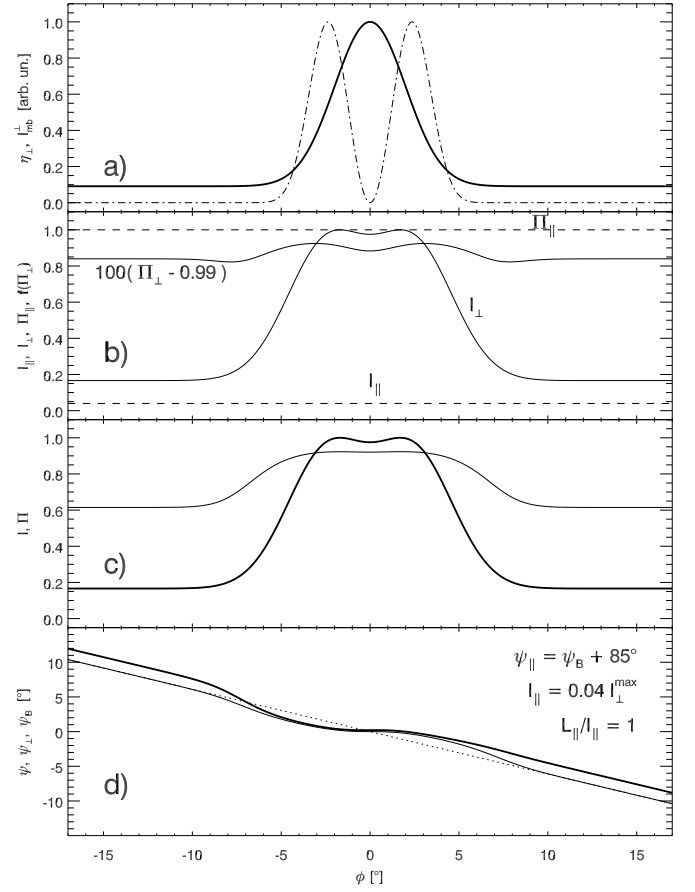 η⊥, I⊥mb [arb. un.]
1.0
0.8
0.6
0.4
0.2
0.0
a)
I||, I⊥, Π||, f(Π⊥)
1.0
0.8
0.6
0.4
0.2
0.0
Π||
100( Π⊥ - 0.99 )
I⊥
b)
I||
I, Π
1.0
0.8
0.6
0.4
0.2
0.0
c)
ψ, ψ⊥, ψB [°]
10
5
0
-5
-10
ψ|| = ψB + 85°
I|| = 0.04 I⊥max
L||/I|| = 1
d)
-15 -10 -5 0 5 10 15
ϕ [°]